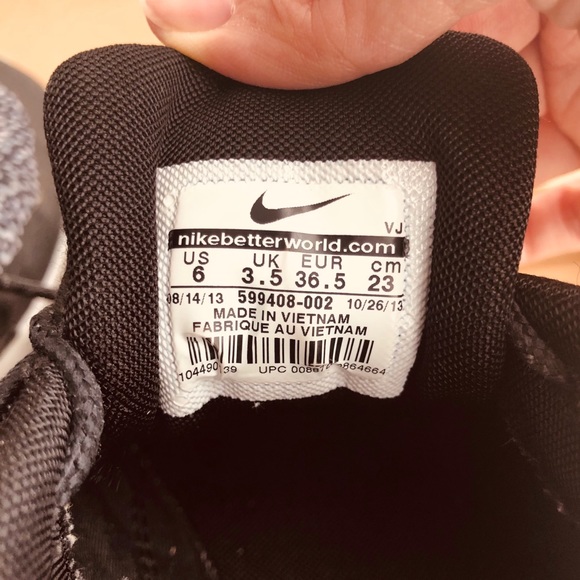 VJ
nikebetterworld.com
US UK EUR cm
6 3.5 36.5 23
08/14/13 599408-002 10/26/13
MADE IN VIETNAM
FABRIQUE AU VIETNAM
UPC